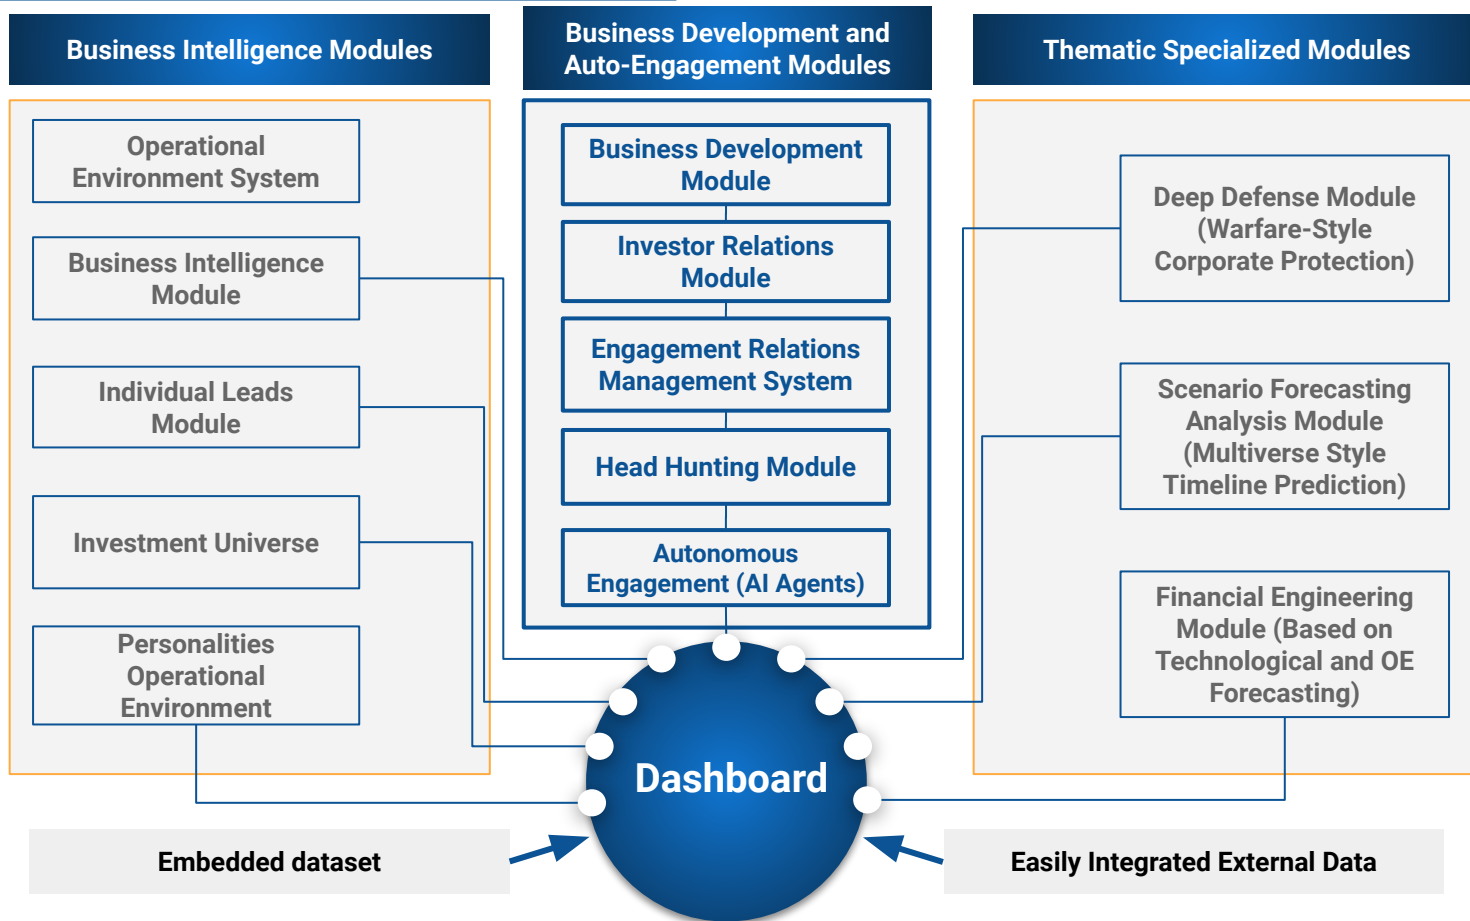 Business Intelligence Modules
Business Development and
Auto-Engagement Modules
Thematic Specialized Modules
Operational
Environment System
Business Intelligence
Module
Individual Leads
Module
Investment Universe
Personalities
Operational
Environment
Business Development
Module
Investor Relations
Module
Engagement Relations
Management System
Head Hunting Module
Autonomous
Engagement (AI Agents)
Deep Defense Module
(Warfare-Style
Corporate Protection)
Scenario Forecasting
Analysis Module
(Multiverse Style
Timeline Prediction)
Financial Engineering
Module (Based on
Technological and OE
Forecasting)
Dashboard
Embedded dataset
Easily Integrated External Data